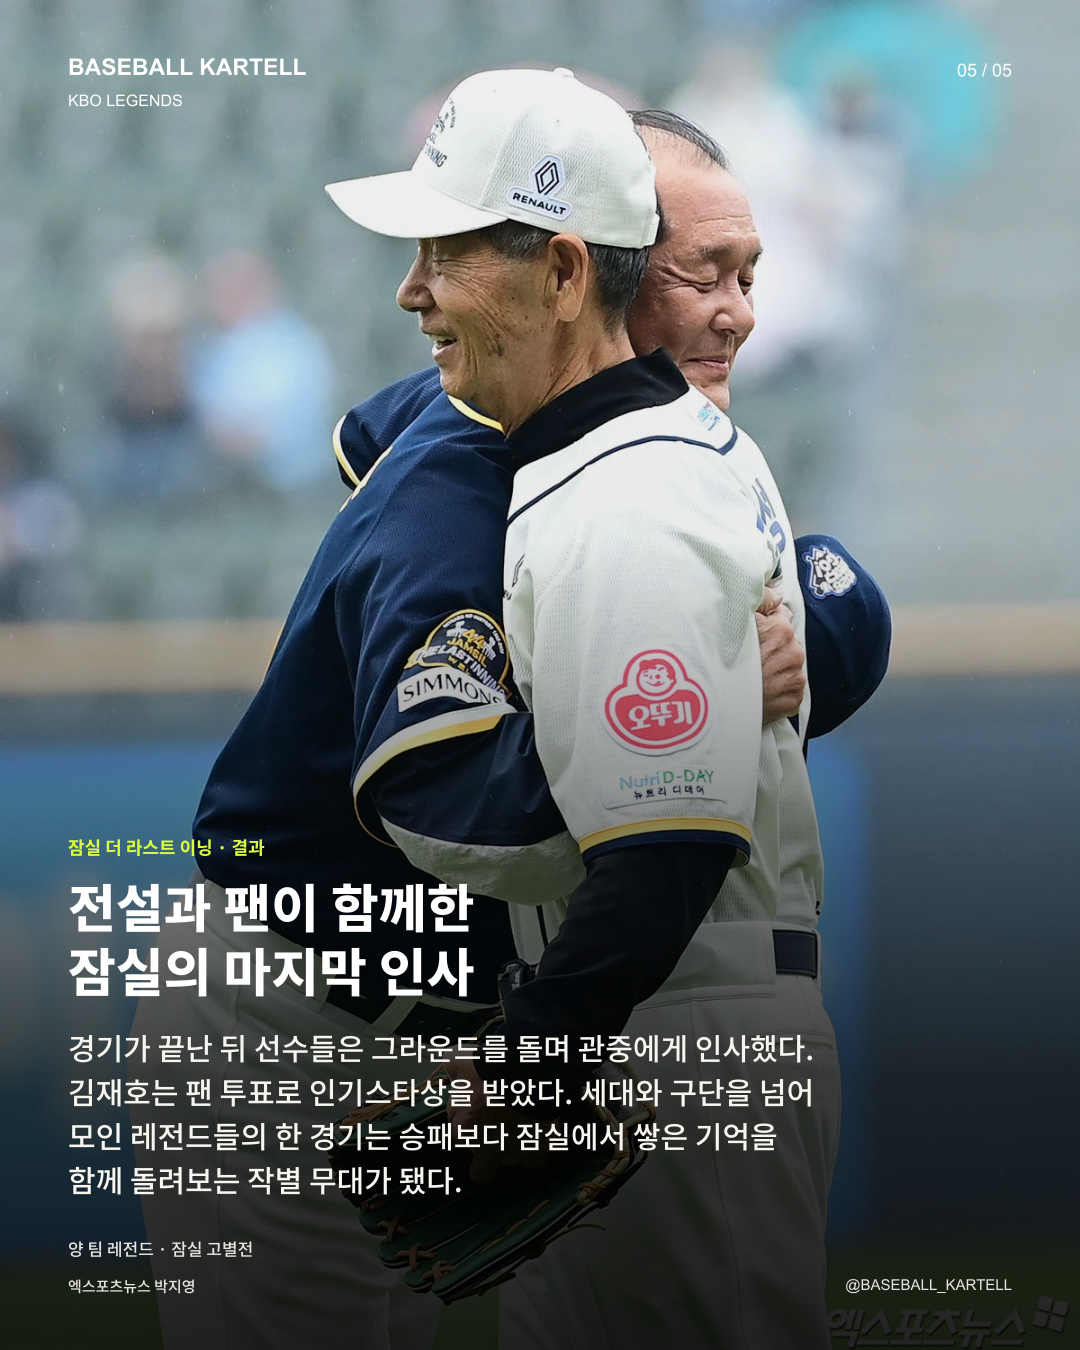 BASEBALL KARTELL
05 / 05
KBO LEGENDS
RENAULT
JAMSIL
THE LAST INNING
SIMMONS
오뚜기
Nutri D-DAY
뉴트리 디데이
잠실 더 라스트 이닝 · 결과
전설과 팬이 함께한
잠실의 마지막 인사
경기가 끝난 뒤 선수들은 그라운드를 돌며 관중에게 인사했다.
김재호는 팬 투표로 인기스타상을 받았다. 세대와 구단을 넘어
모인 레전드들의 한 경기는 승패보다 잠실에서 쌓은 기억을
함께 돌려보는 작별 무대가 됐다.
양 팀 레전드 · 잠실 고별전
엑스포츠뉴스 박지영
@BASEBALL_KARTELL
엑스포츠뉴스